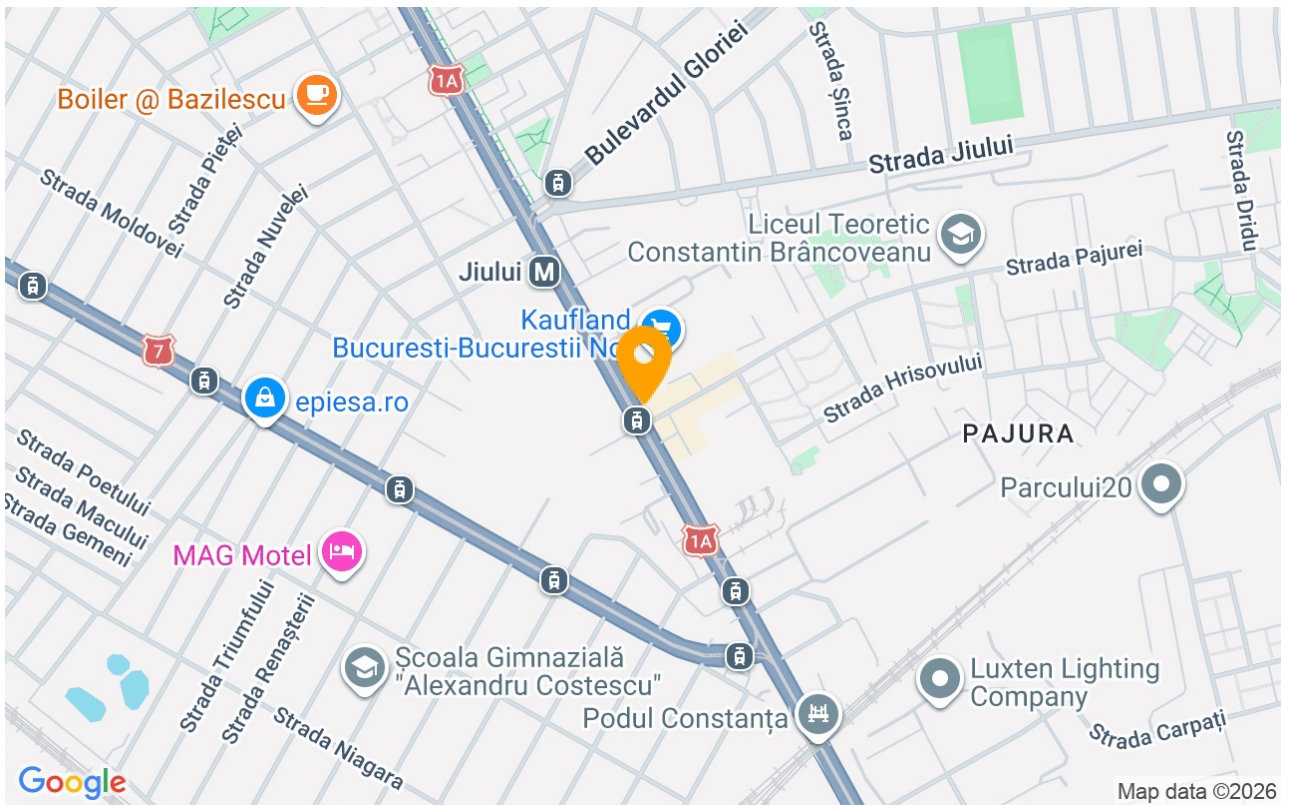 1A
Bulevardul Gloriei
Strada Șinca
Boiler @ Bazilescu
Strada Pieței
Strada Jiului
Strada Dridu
Strada Moldovei
Strada Nuvelei
Liceul Teoretic
Constantin Brâncoveanu
Strada Pajurei
Jiului M
Kaufland
Bucuresti-Bucurestii No
7
epiesa.ro
Strada Hrisovului
PAJURA
Strada Poetului
Strada Macului
Strada Gemeni
Parcului20
1A
MAG Motel
Strada Triumfului
Strada Renașterii
Școala Gimnazială
"Alexandru Costescu"
Luxten Lighting
Company
Podul Constanța
Strada Carpați
Strada Niagara
Google
Map data ©2026